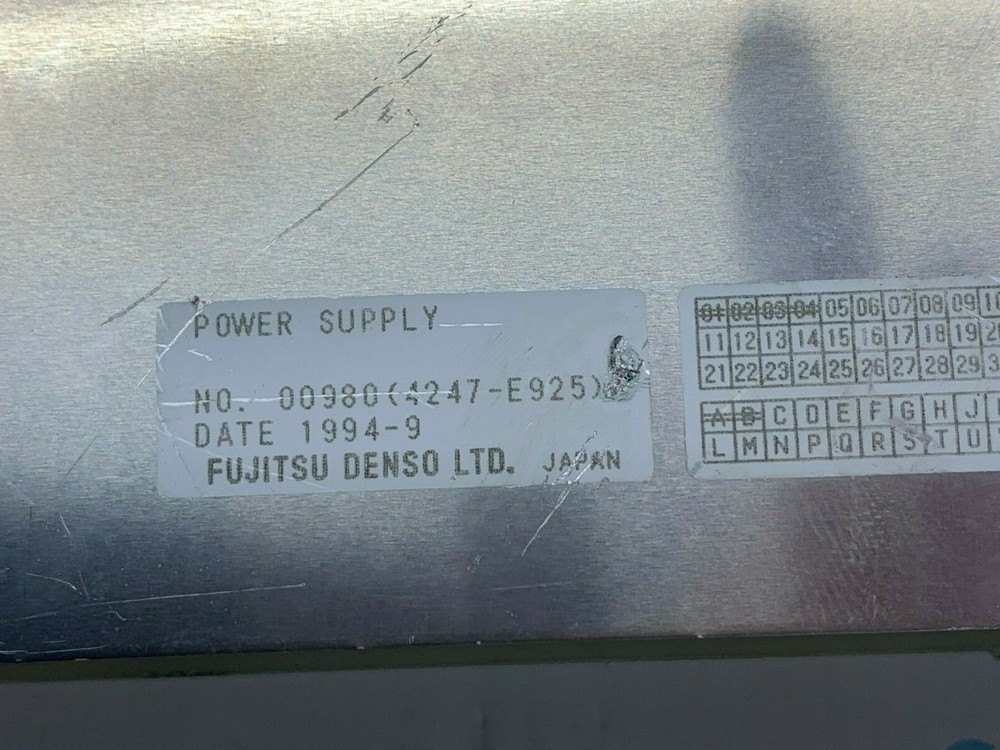 POWER SUPPLY
NO. 00980(4247-E925)
DATE 1994-9
FUJITSU DENSO LTD. JAPAN
01 02 03 04 05 06 07 08 09
11 12 13 14 15 16 17 18 19
21 22 23 24 25 26 27 28 29
A B C D E F G H J
L M N P Q R S T U